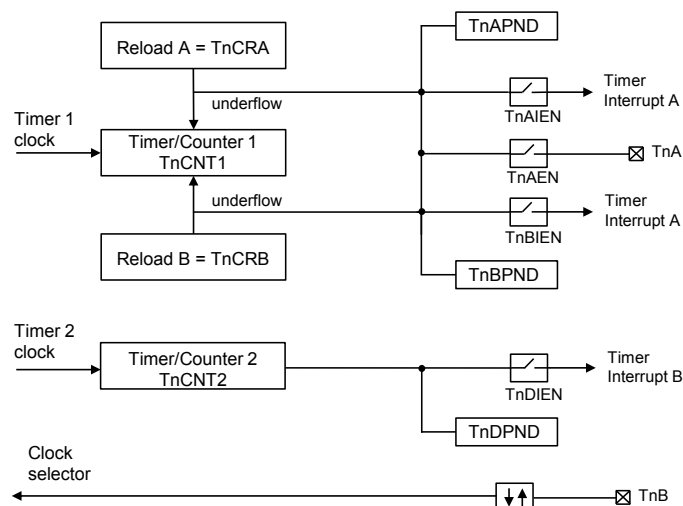 TnAPND
Reload A = TnCRA
Timer
Interrupt A
underflow
TnAIEN
Timer 1
clock
Timer/Counter 1
TnCNT1
TnA
TnAEN
underflow
Timer
Interrupt A
TnBIEN
Reload B = TnCRB
TnBPND
Timer 2
clock
Timer/Counter 2
TnCNT2
Timer
Interrupt B
TnDIEN
TnDPND
Clock
selector
TnB